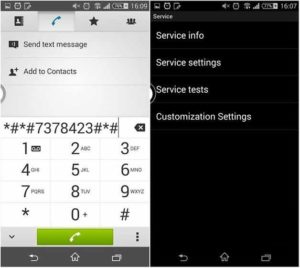 16:09
Send text message
Add to Contacts
*#*#7378423#*#
1
2 ABC
3 DEF
4 GHI
5 JKL
6 MNO
7 PQRS
8 TUV
9 WXYZ
*
0 +
#
16:07
Service
Service info
Service settings
Service tests
Customization Settings